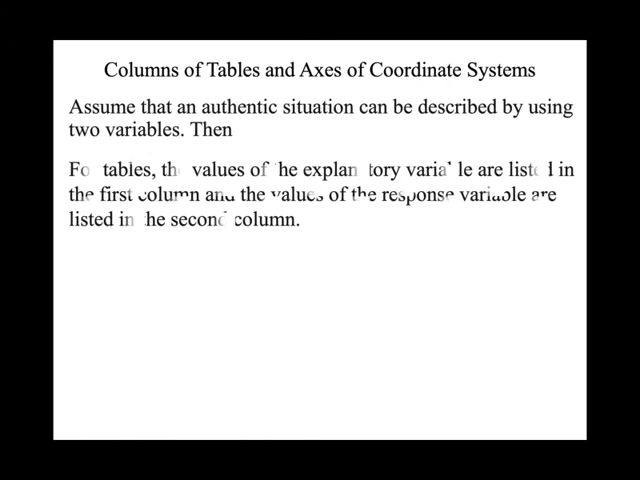 Columns of Tables and Axes of Coordinate Systems
Assume that an authentic situation can be described by using
two variables. Then
For tables, the values of the explanatory variable are listed in
the first column and the values of the response variable are
listed in the second column.